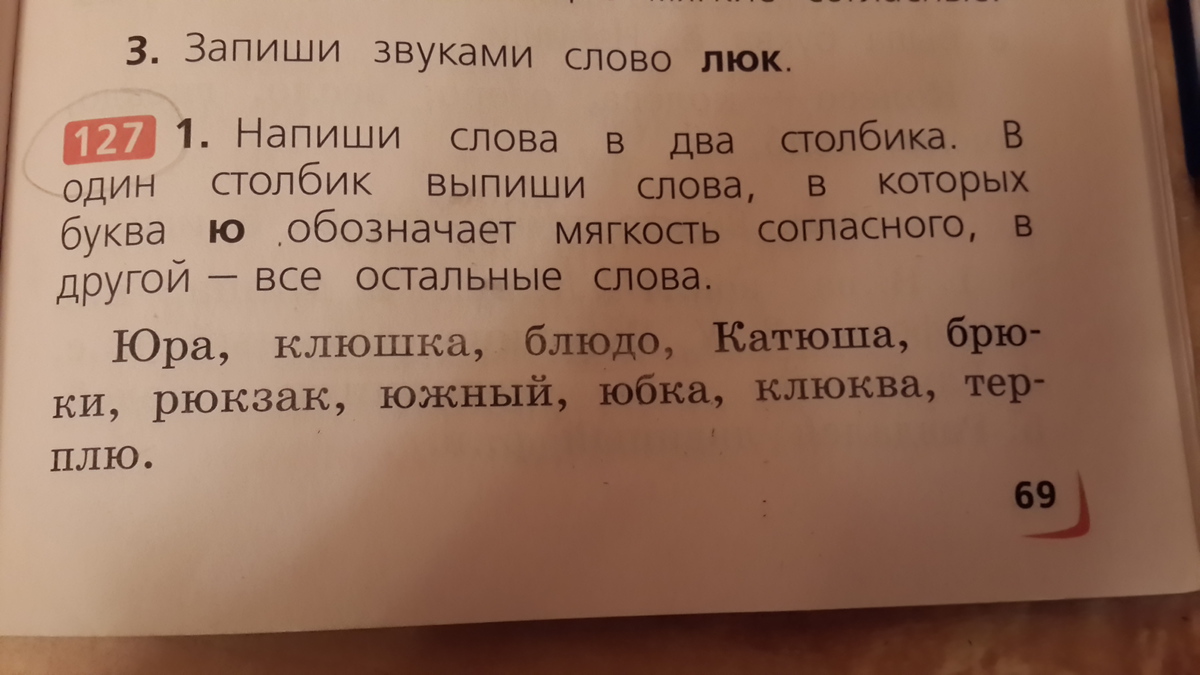 3. Запиши звуками слово люк.
127 1. Напиши слова в два столбика. В
один столбик выпиши слова, в которых
буква ю обозначает мягкость согласного, в
другой — все остальные слова.
Юра, клюшка, блюдо, Катюша, брю-
ки, рюкзак, южный, юбка, клюква, тер-
плю.
69